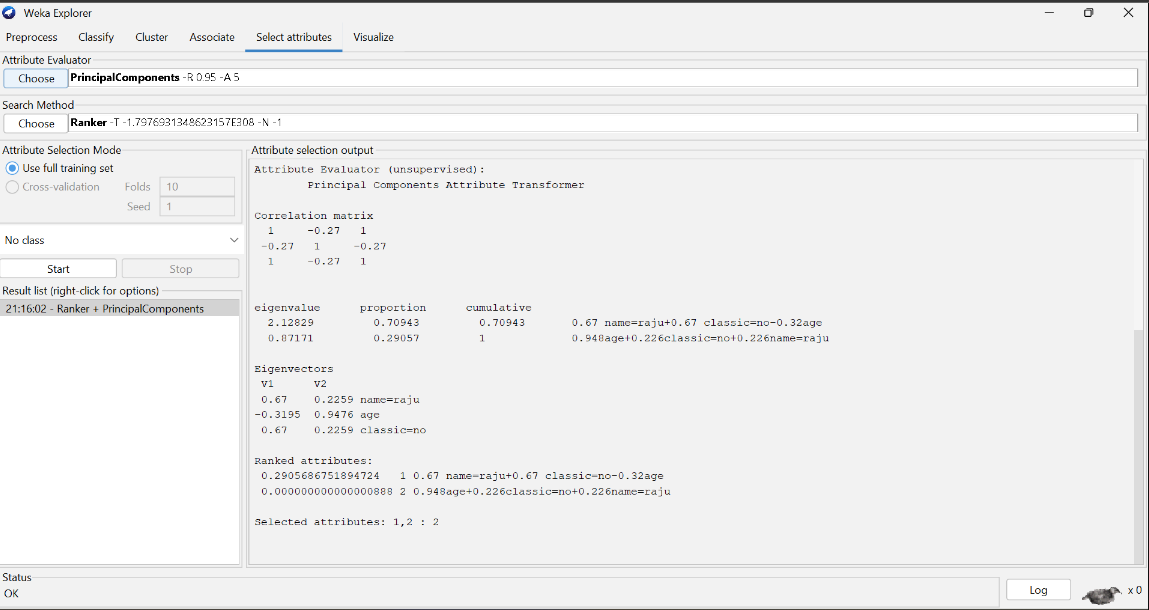 Weka Explorer
Preprocess Classify Cluster Associate Select attributes Visualize
Attribute Evaluator
Choose PrincipalComponents -R 0.95 -A 5
Search Method
Choose Ranker -T -1.7976931348623157E308 -N -1
Attribute Selection Mode
Use full training set
Cross-validation Folds 10
Seed 1
No class
Start Stop
Result list (right-click for options)
21:16:02 - Ranker + PrincipalComponents
Attribute selection output
Attribute Evaluator (unsupervised):
Principal Components Attribute Transformer
Correlation matrix
1 -0.27 1
-0.27 1 -0.27
1 -0.27 1
eigenvalue proportion cumulative
2.12829 0.70943 0.70943 0.67 name=raju+0.67 classic=no-0.32age
0.87171 0.29057 1 0.948age+0.226classic=no+0.226name=raju
Eigenvectors
V1 V2
0.67 0.2259 name=raju
-0.3195 0.9476 age
0.67 0.2259 classic=no
Ranked attributes:
0.2905686751894724 1 0.67 name=raju+0.67 classic=no-0.32age
0.000000000000000888 2 0.948age+0.226classic=no+0.226name=raju
Selected attributes: 1,2 : 2
Status
OK
Log
x 0